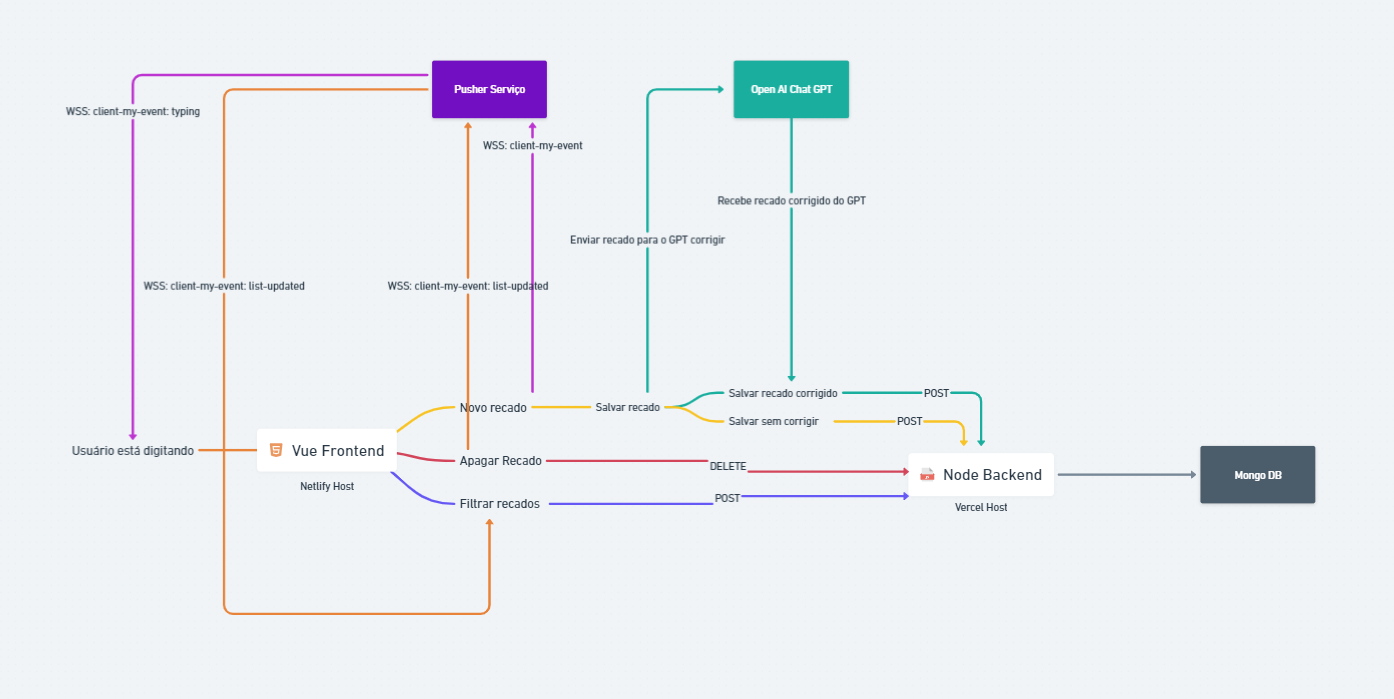 Pusher Serviço
Open AI Chat GPT
WSS: client-my-event: typing
WSS: client-my-event
Recebe recado corrigido do GPT
Enviar recado para o GPT corrigir
WSS: client-my-event: list-updated
WSS: client-my-event: list-updated
Salvar recado corrigido
POST
Novo recado
Salvar recado
Salvar sem corrigir
POST
Usuário está digitando
Vue Frontend
Netlify Host
Apagar Recado
DELETE
Node Backend
Vercel Host
Mongo DB
Filtrar recados
POST